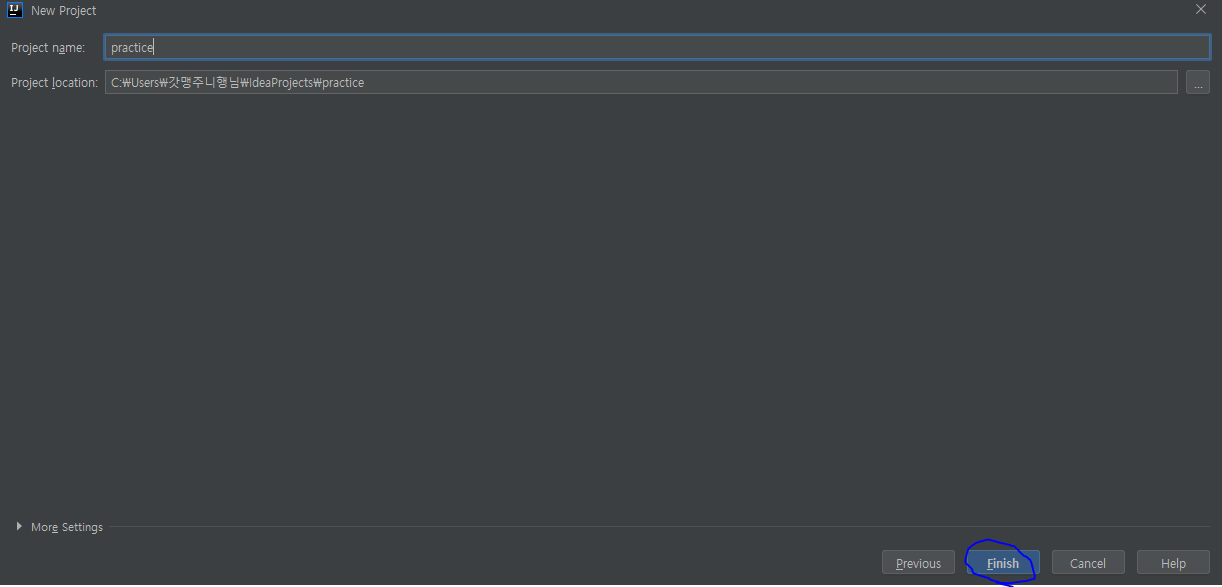 IJ New Project
Project name: practice
Project location: C:₩Users₩갓맹주니행님₩IdeaProjects₩practice ...
More Settings
Previous Finish Cancel Help